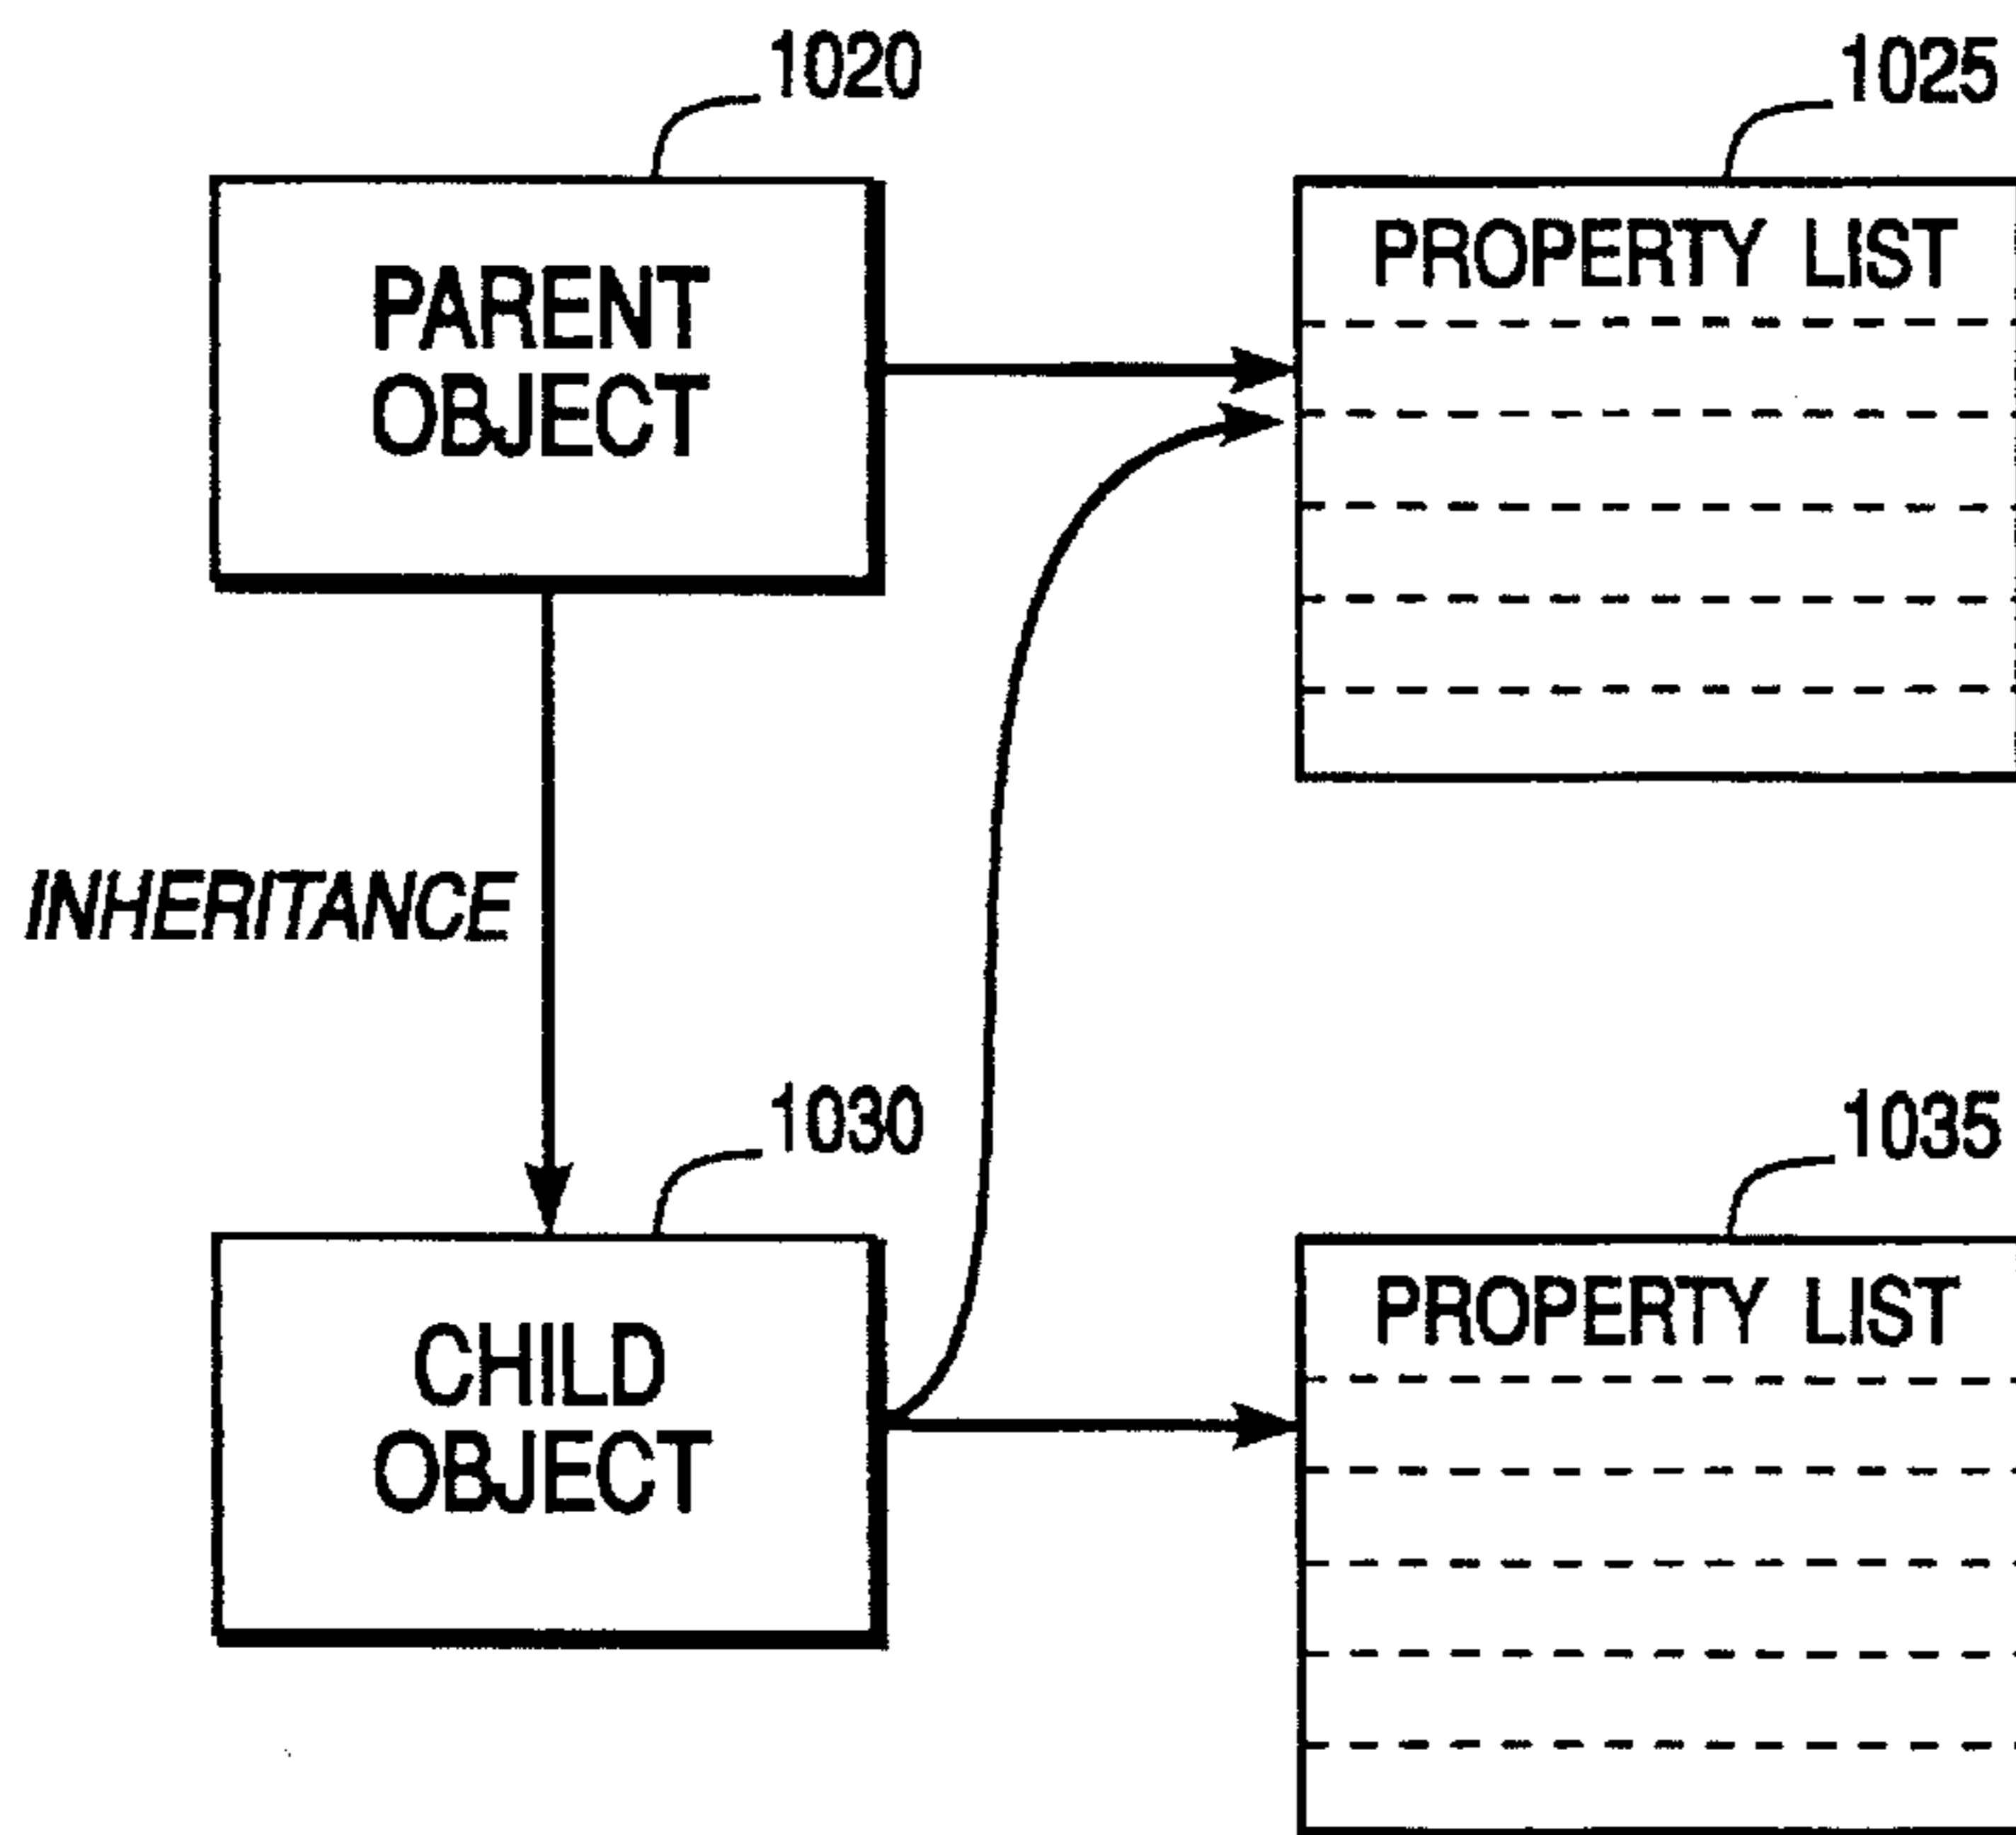 1020
1025
PARENT
OBJECT
PROPERTY LIST
INHERITANCE
1030
1035
CHILD
OBJECT
PROPERTY LIST